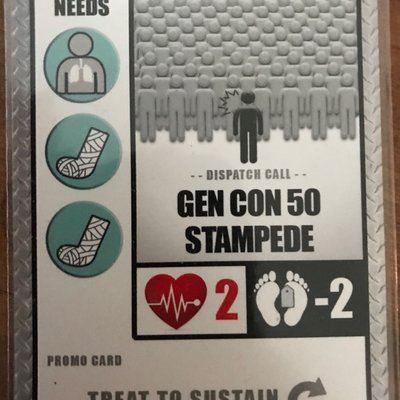 NEEDS
- - DISPATCH CALL - -
GEN CON 50
STAMPEDE
2
-2
PROMO CARD
TREAT TO SUSTAIN